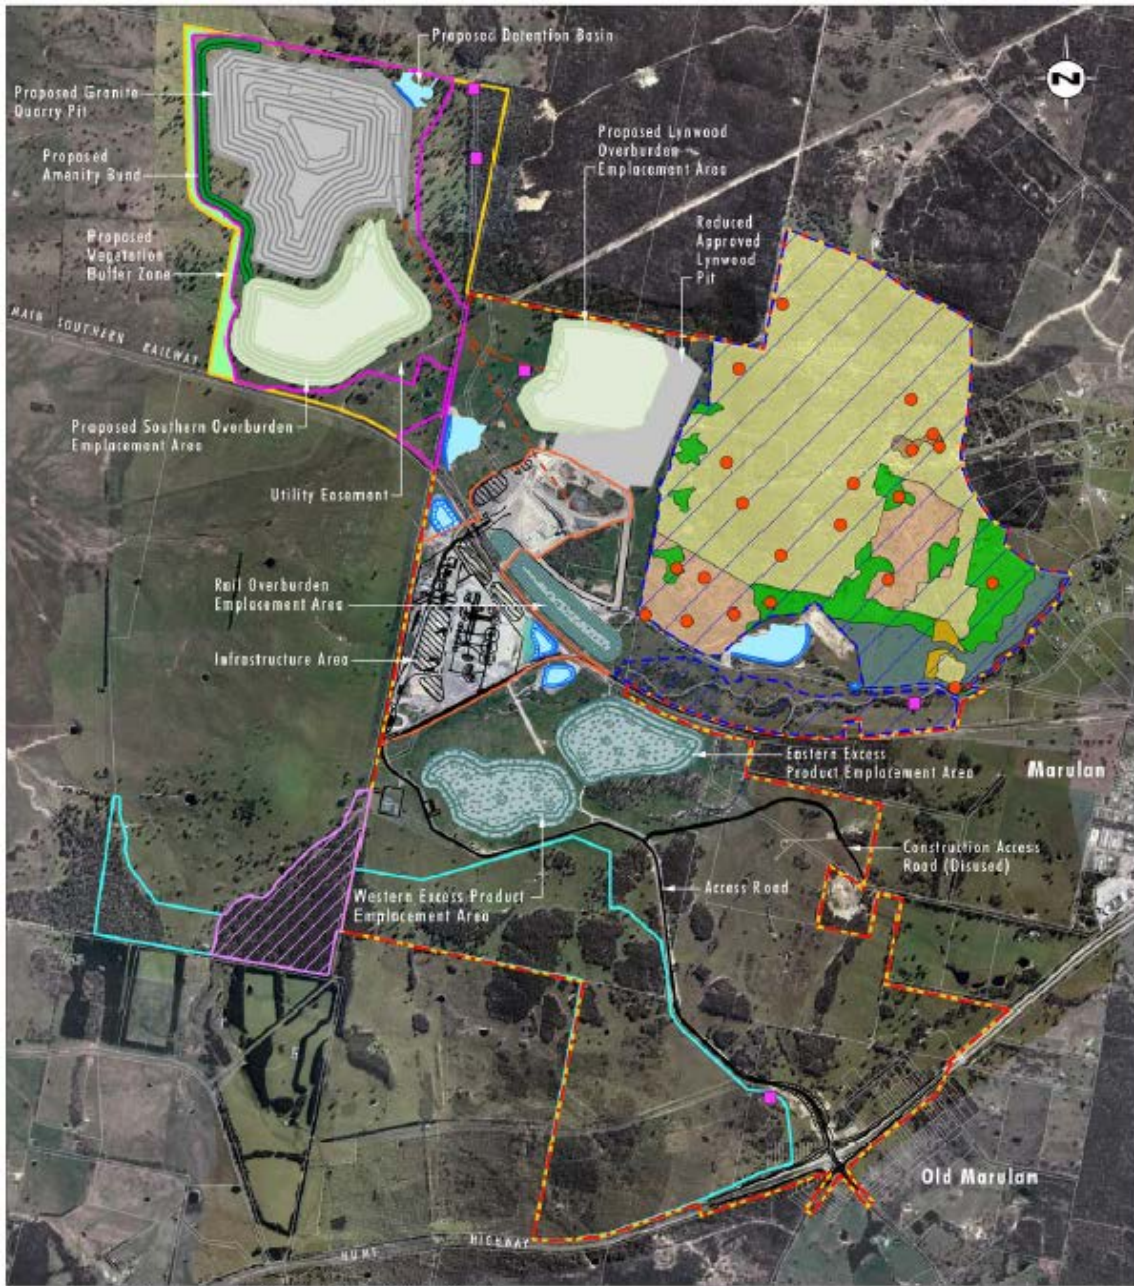 Proposed Detention Basin
Proposed Granite
Quarry Pit
N
Proposed Lynwood
Overburden
Emplacement Area
Proposed
Amenity Bund
Reduced
Approved
Lynwood
Pit
Proposed
Vegetation
Buffer Zone
MAIN SOUTHERN RAILWAY
Proposed Southern Overburden
Emplacement Area
Utility Easement
Rail Overburden
Emplacement Area
Infrastructure Area
Eastern Excess
Product Emplacement Area
Marulan
Construction Access
Road (Disused)
Access Road
Western Excess Product
Emplacement Area
Old Marulan
HUME HIGHWAY